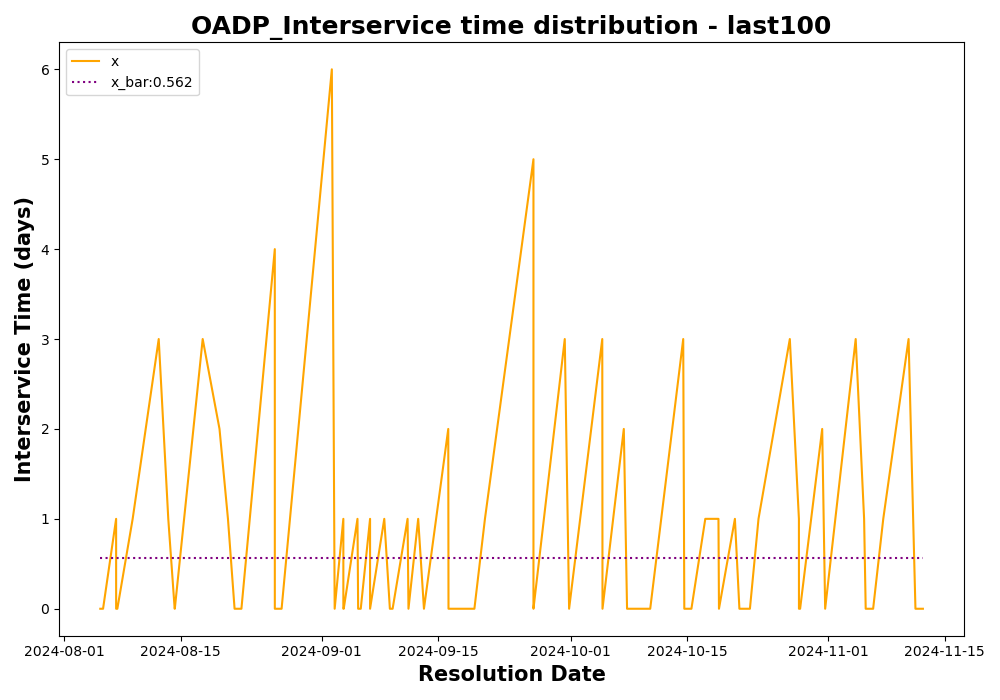 OADP_Interservice time distribution - last100
x
x_bar:0.562
Interservice Time (days)
6
5
4
3
2
1
0
2024-08-01 2024-08-15 2024-09-01 2024-09-15 2024-10-01 2024-10-15 2024-11-01 2024-11-15
Resolution Date